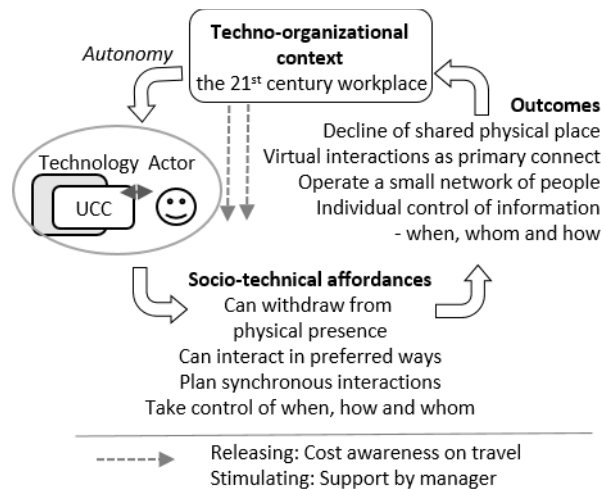 Techno-organizational
context
the 21st century workplace
Autonomy
Technology Actor
UCC
Outcomes
Decline of shared physical place
Virtual interactions as primary connect
Operate a small network of people
Individual control of information
- when, whom and how
Socio-technical affordances
Can withdraw from
physical presence
Can interact in preferred ways
Plan synchronous interactions
Take control of when, how and whom
Releasing: Cost awareness on travel
Stimulating: Support by manager